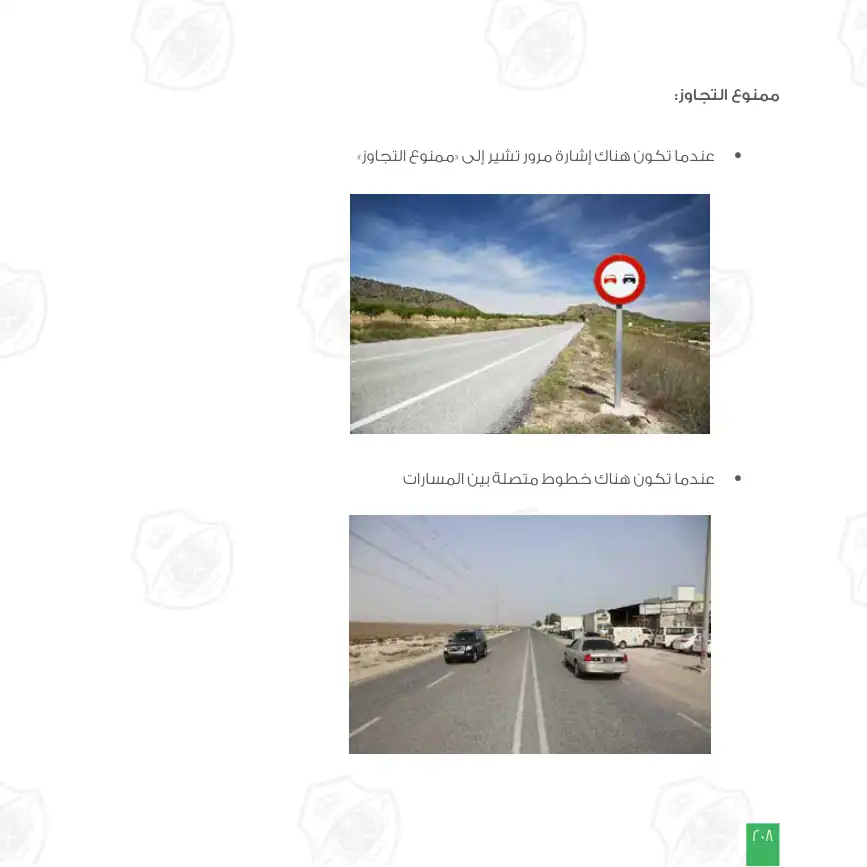 ممنوع التجاوز:
• عندما تكون هناك إشارة مرور تشير إلى «ممنوع التجاوز»
• عندما تكون هناك خطوط متصلة بين المسارات
٢٠٨